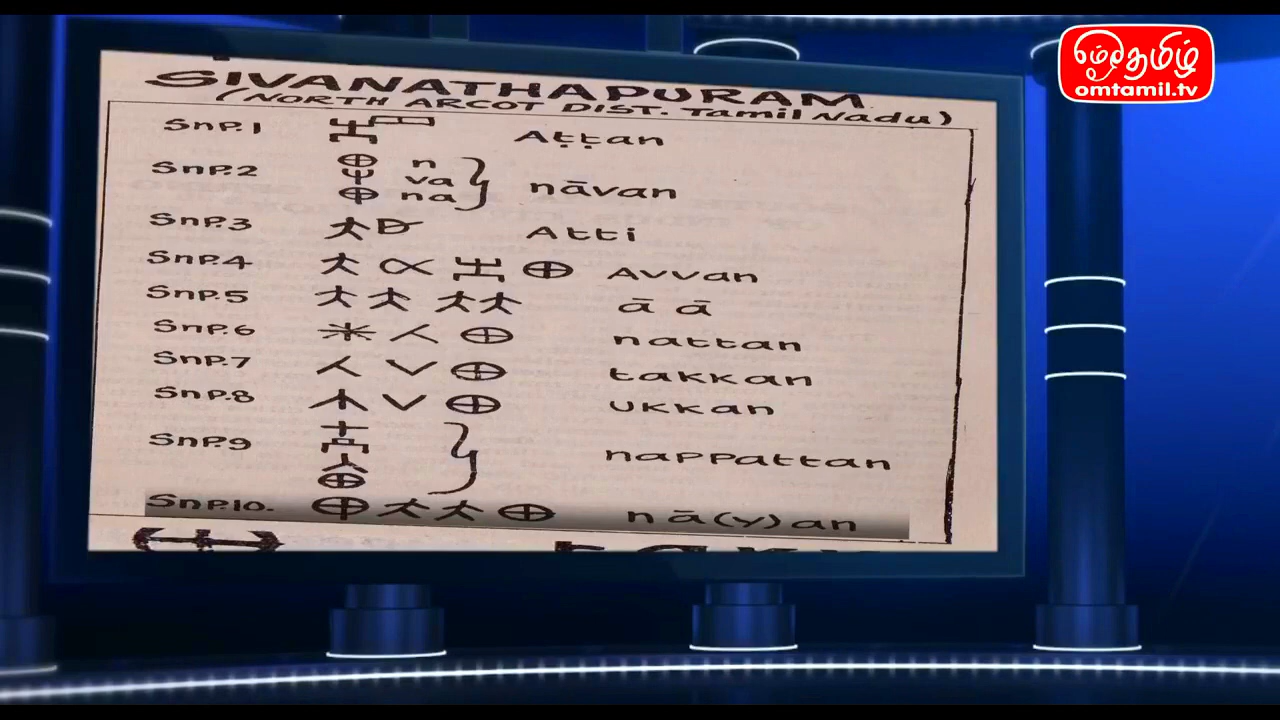 ஓம்தமிழ்
omtamil.tv
SIVANATHAPURAM
(NORTH ARCOT DIST. Tamil Nadu)
SnP.1 Aṭṭan
SnP.2 n va na } nāvan
SnP.3 Atti
SnP.4 Avvan
SnP.5 ā ā
SnP.6 nattan
SnP.7 takkan
SnP.8 ukkan
SnP.9 } nappattan
SnP.10. nā(y)an